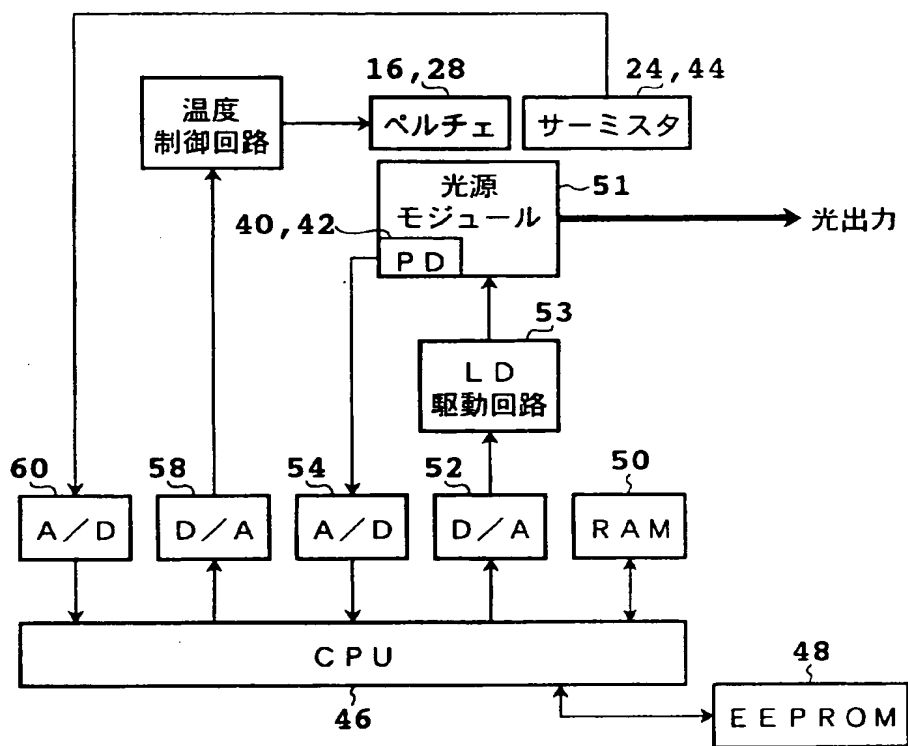 16,28
24,44
温度
制御回路
ペルチェ
サーミスタ
光源
モジュール
51
40,42
PD
光出力
53
LD
駆動回路
60
58
54
52
50
A/D
D/A
A/D
D/A
RAM
CPU
46
48
EEPROM